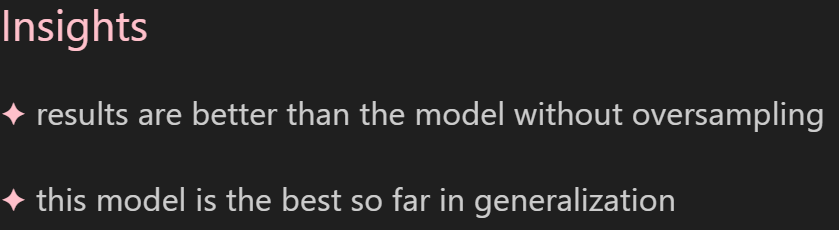 Insights
✦ results are better than the model without oversampling
✦ this model is the best so far in generalization